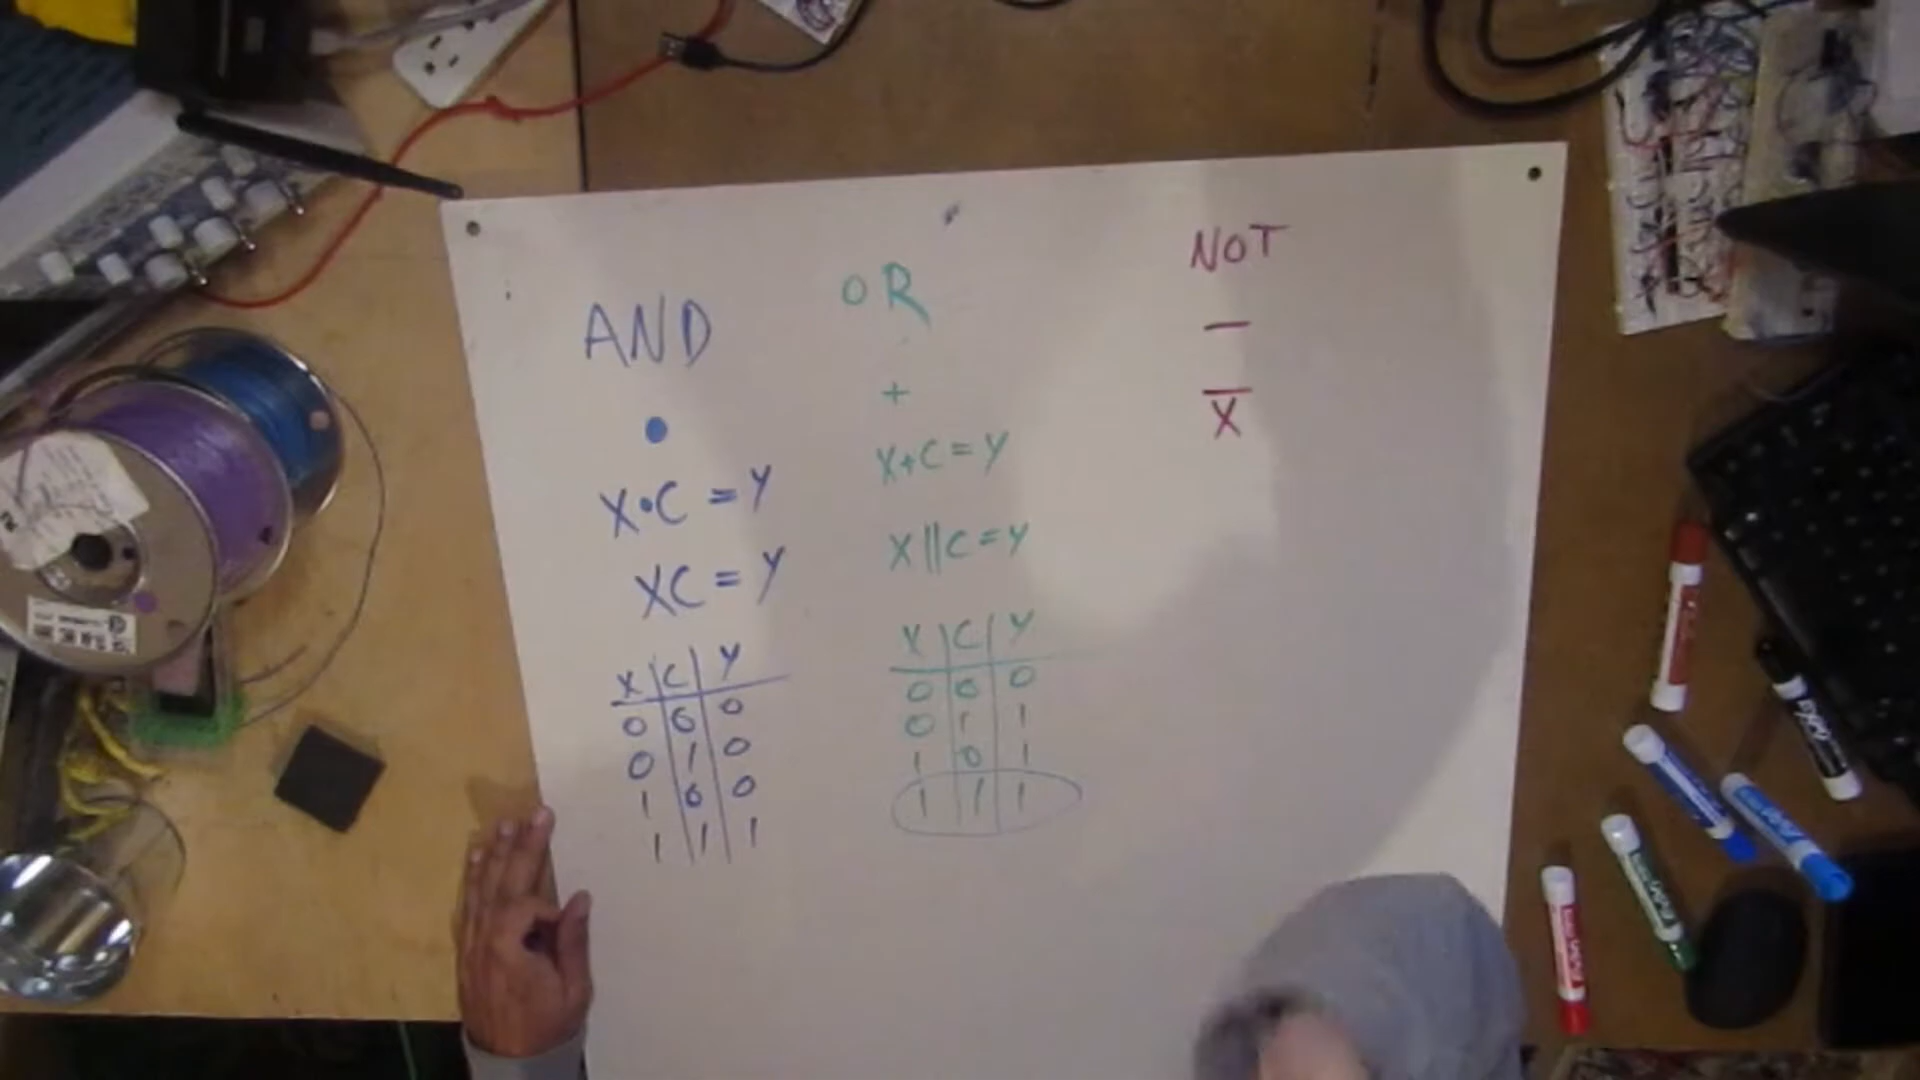 AND
•
X•C = Y
XC = Y
X C Y
0 0 0
0 1 0
1 0 0
1 1 1
OR
+
X+C=Y
X||C=Y
X C Y
0 0 0
0 1 1
1 0 1
1 1 1
NOT
—
X̅